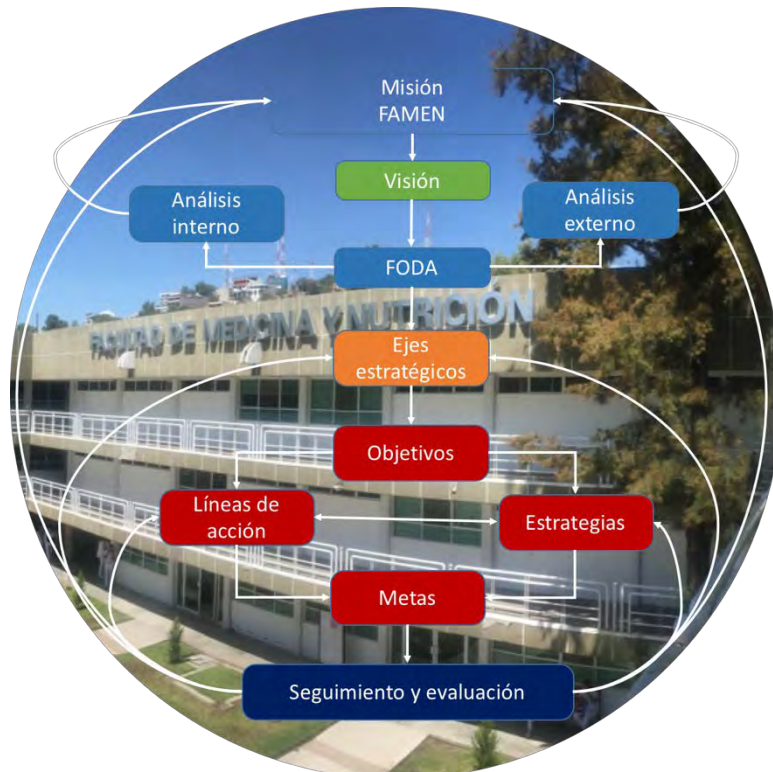 Misión
FAMEN
Visión
Análisis
interno
Análisis
externo
FODA
FACULTAD DE MEDICINA Y NUTRICIÓN
Ejes
estratégicos
Objetivos
Líneas de
acción
Estrategias
Metas
Seguimiento y evaluación